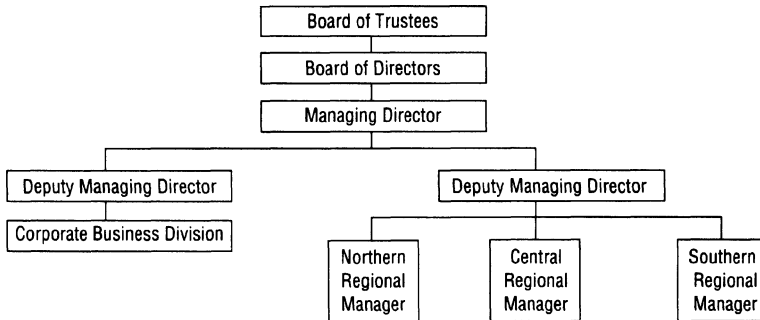 Board of Trustees
Board of Directors
Managing Director
Deputy Managing Director
Deputy Managing Director
Corporate Business Division
Northern
Regional
Manager
Central
Regional
Manager
Southern
Regional
Manager